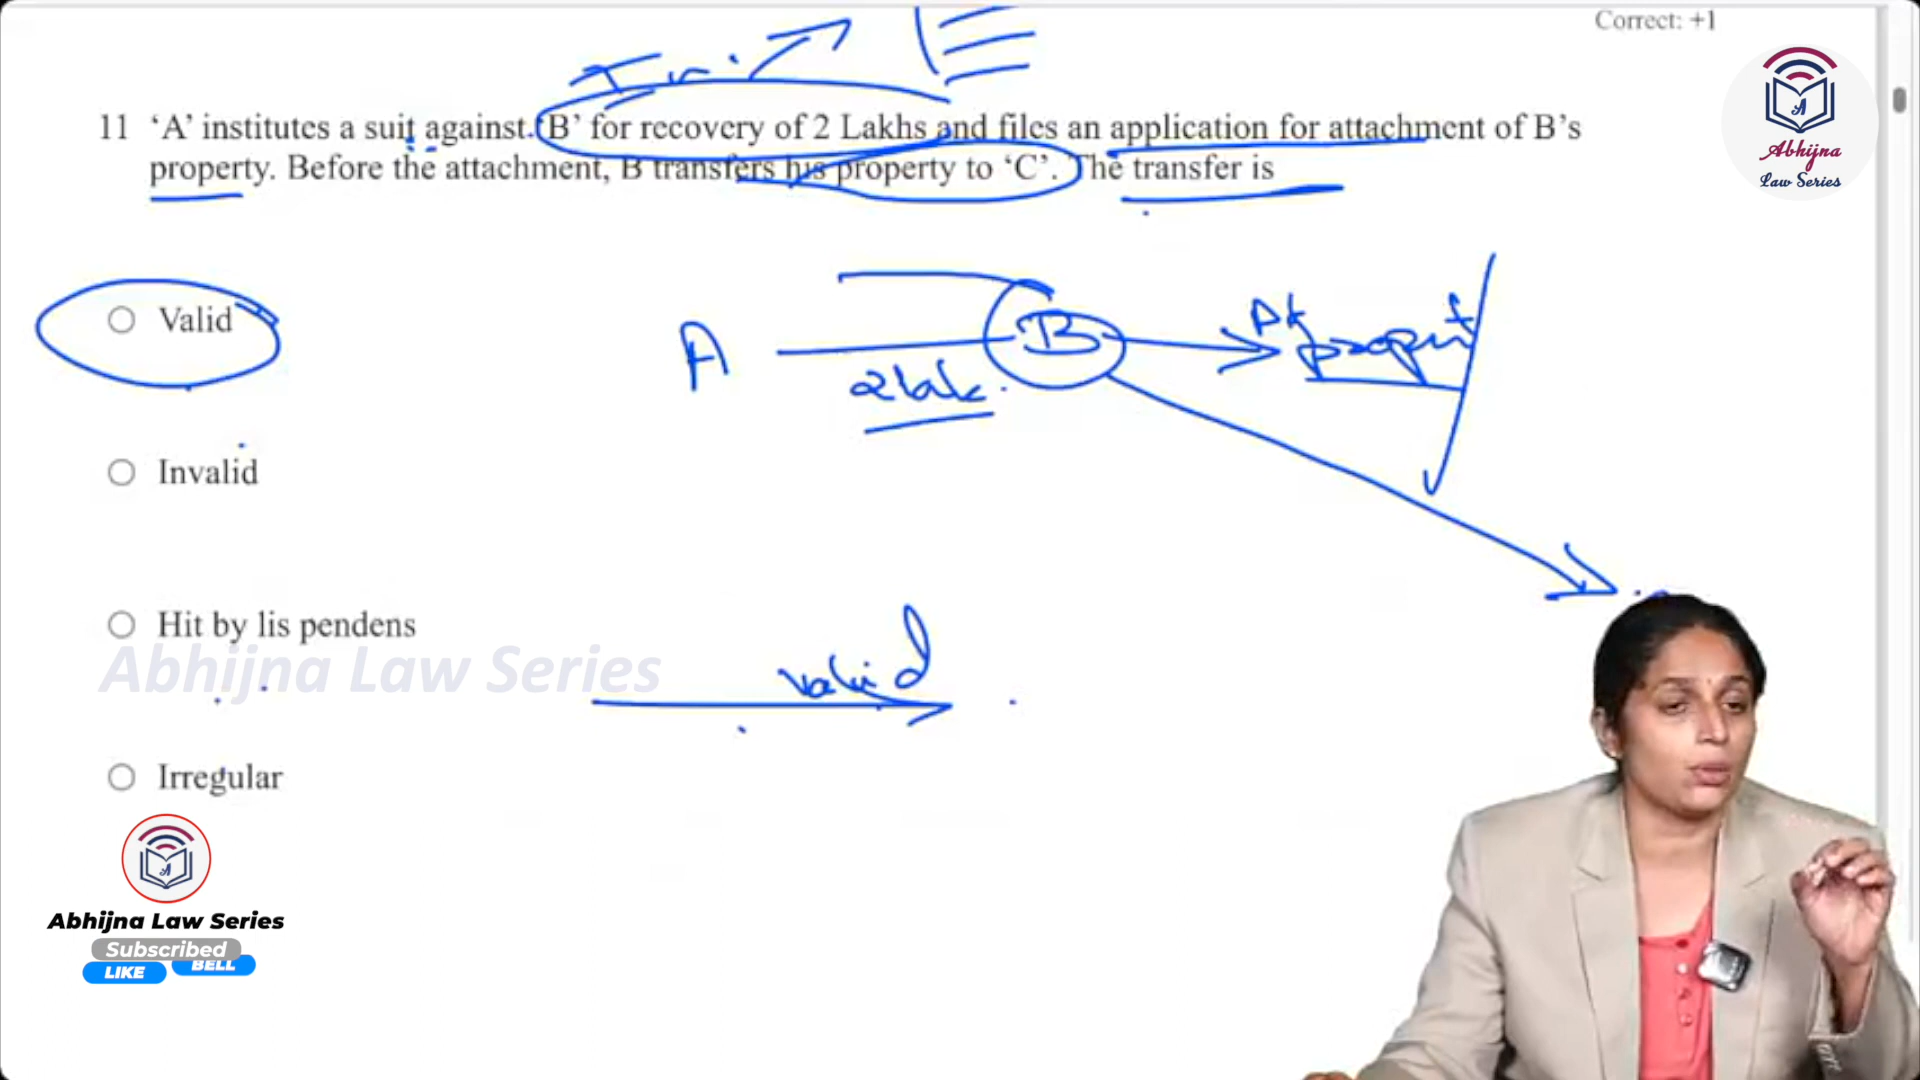 Correct: +1
Abhijna
Law Series
11 ‘A’ institutes a suit against ‘B’ for recovery of 2 Lakhs and files an application for attachment of B’s
property. Before the attachment, B transfers his property to ‘C’. The transfer is
Valid
A
B
2 lak
Invalid
Hit by lis pendens
Abhijna Law Series
valid
Irregular
Abhijna Law Series
Subscribed
LIKE
BELL